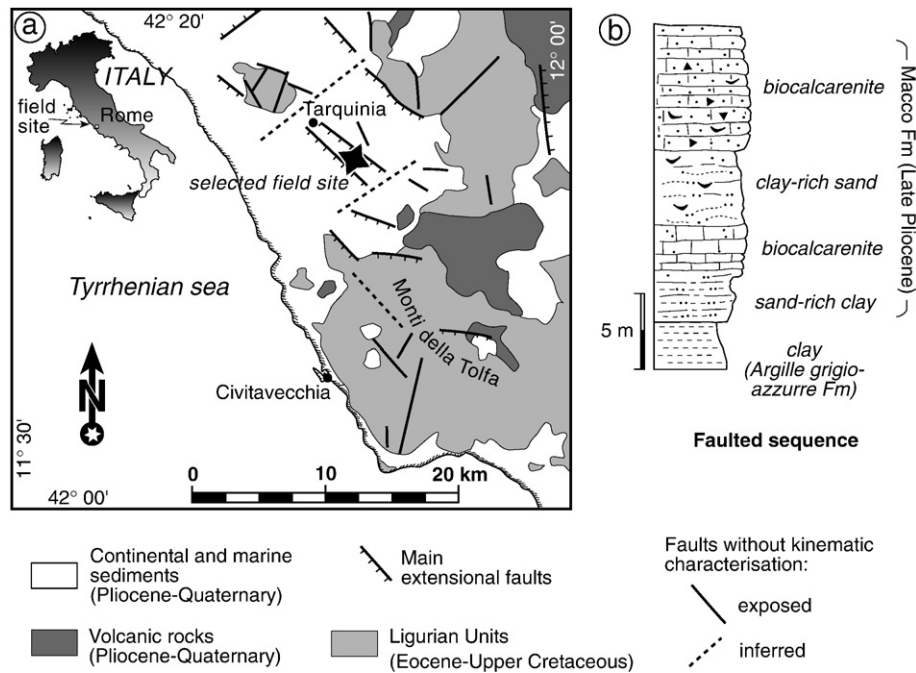 a
42° 20'
12° 00'
ITALY
field
site
Rome
Tarquinia
selected field site
Tyrrhenian sea
Monti della Tolfa
Civitavecchia
N
11° 30'
42° 00'
0 10 20 km
b
biocalcarenite
clay-rich sand
biocalcarenite
sand-rich clay
Macco Fm (Late Pliocene)
5 m
clay
(Argille grigio-
azzurre Fm)
Faulted sequence
Continental and marine
sediments
(Pliocene-Quaternary)
Volcanic rocks
(Pliocene-Quaternary)
Main
extensional faults
Ligurian Units
(Eocene-Upper Cretaceous)
Faults without kinematic
characterisation:
exposed
inferred